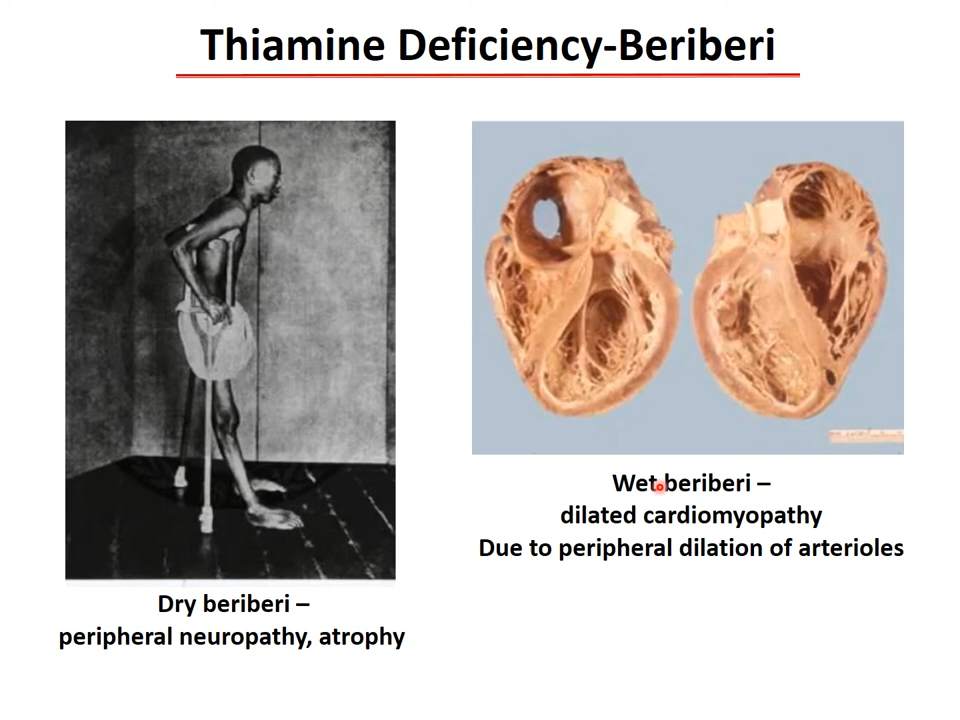 Thiamine Deficiency-Beriberi
Dry beriberi –
peripheral neuropathy, atrophy
Wet beriberi –
dilated cardiomyopathy
Due to peripheral dilation of arterioles